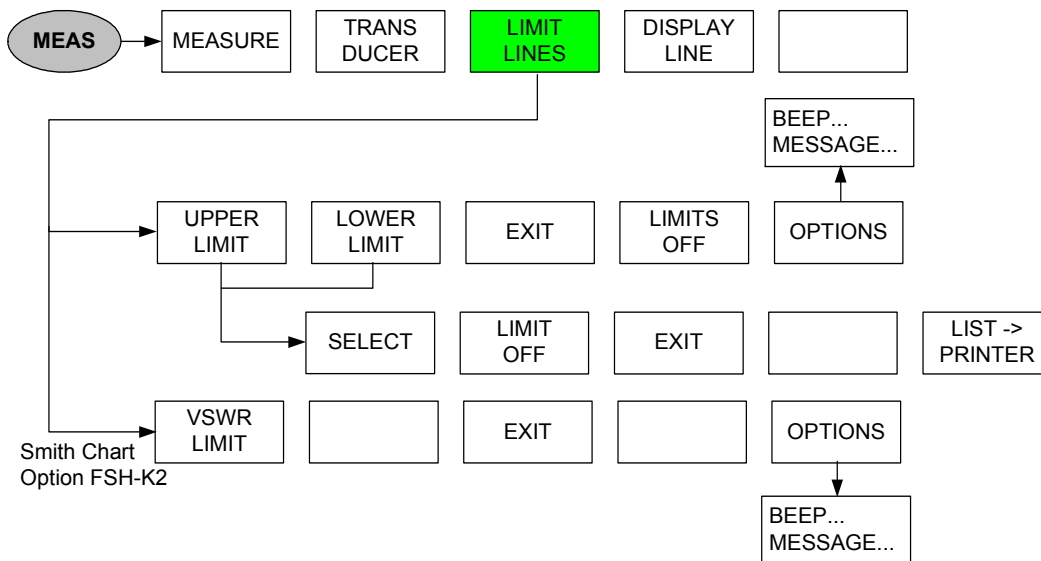 MEAS
MEASURE
TRANS
DUCER
LIMIT
LINES
DISPLAY
LINE
BEEP...
MESSAGE...
UPPER
LIMIT
LOWER
LIMIT
EXIT
LIMITS
OFF
OPTIONS
SELECT
LIMIT
OFF
EXIT
LIST ->
PRINTER
VSWR
LIMIT
EXIT
OPTIONS
Smith Chart
Option FSH-K2
BEEP...
MESSAGE...